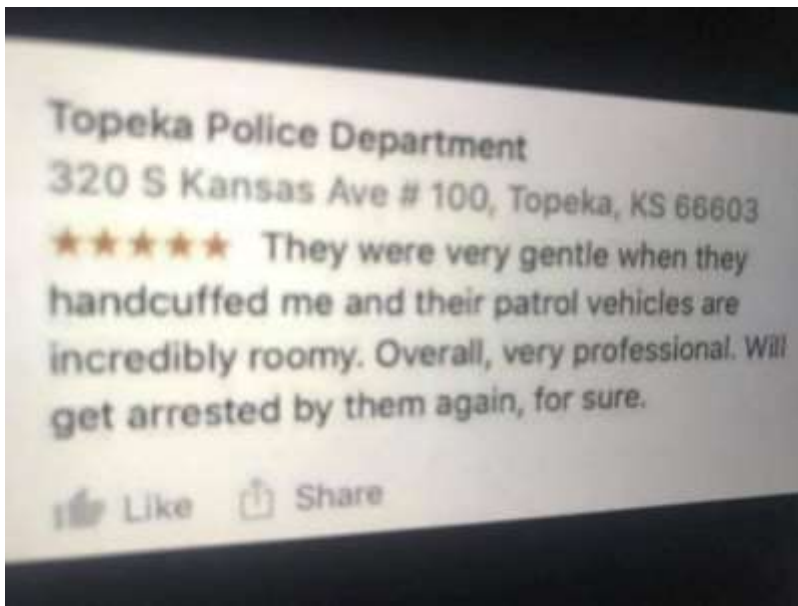 Topeka Police Department
320 S Kansas Ave # 100, Topeka, KS 66603
★★★★★ They were very gentle when they
handcuffed me and their patrol vehicles are
incredibly roomy. Overall, very professional. Will
get arrested by them again, for sure.
Like Share